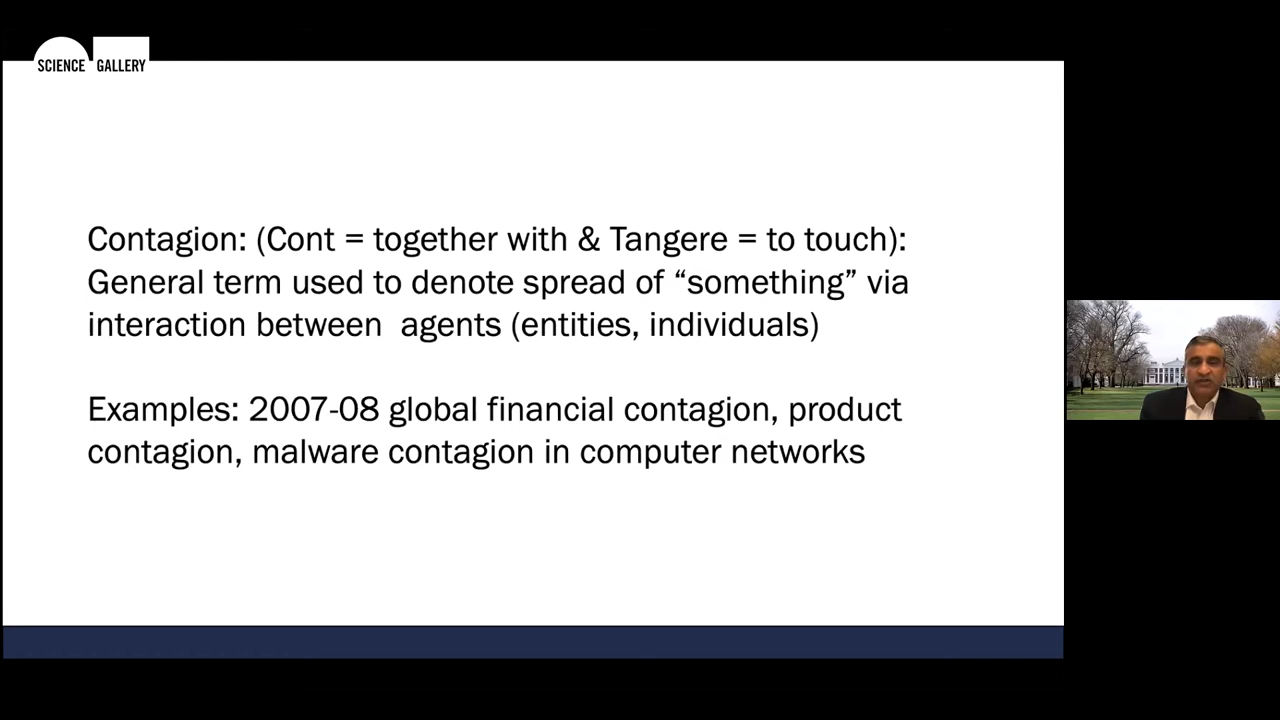 SCIENCE GALLERY
Contagion: (Cont = together with & Tangere = to touch):
General term used to denote spread of “something” via
interaction between  agents (entities, individuals)
Examples: 2007-08 global financial contagion, product
contagion, malware contagion in computer networks